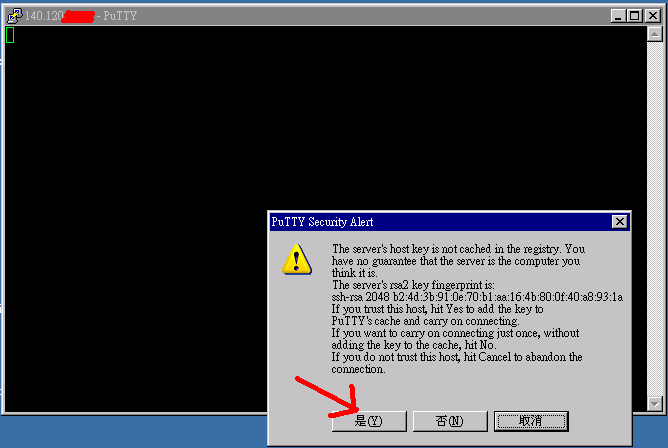 140.120 - PuTTY
PuTTY Security Alert
The server's host key is not cached in the registry. You
have no guarantee that the server is the computer you
think it is.
The server's rsa2 key fingerprint is:
ssh-rsa 2048 b2:4d:3b:91:0e:70:b1:aa:16:4b:80:0f:40:a8:93:1a
If you trust this host, hit Yes to add the key to
PuTTY's cache and carry on connecting.
If you want to carry on connecting just once, without
adding the key to the cache, hit No.
If you do not trust this host, hit Cancel to abandon the
connection.
是(Y) 否(N) 取消